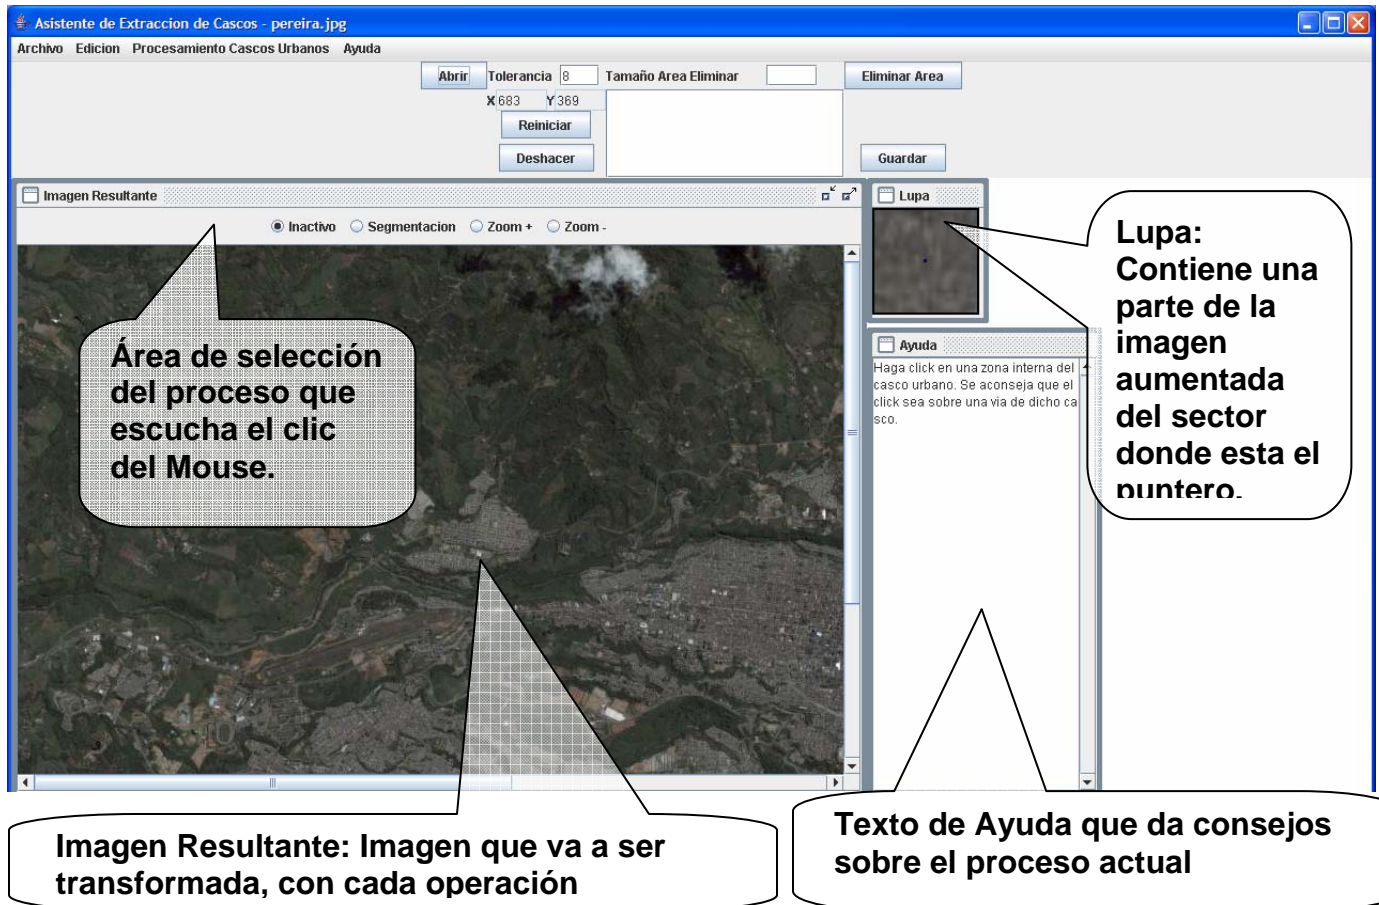 Asistente de Extraccion de Cascos - pereira.jpg
Archivo Edicion Procesamiento Cascos Urbanos Ayuda
Abrir Tolerancia 8 Tamaño Area Eliminar Eliminar Area
X 683 Y 369
Reiniciar
Deshacer Guardar
Imagen Resultante
Inactivo Segmentacion Zoom + Zoom -
Área de selección
del proceso que
escucha el clic
del Mouse.
Lupa
Lupa:
Contiene una
parte de la
imagen
aumentada
del sector
donde esta el
puntero.
Ayuda
Haga click en una zona interna del
casco urbano. Se aconseja que el
click sea sobre una via de dicho ca
sco.
Imagen Resultante: Imagen que va a ser
transformada, con cada operación
Texto de Ayuda que da consejos
sobre el proceso actual